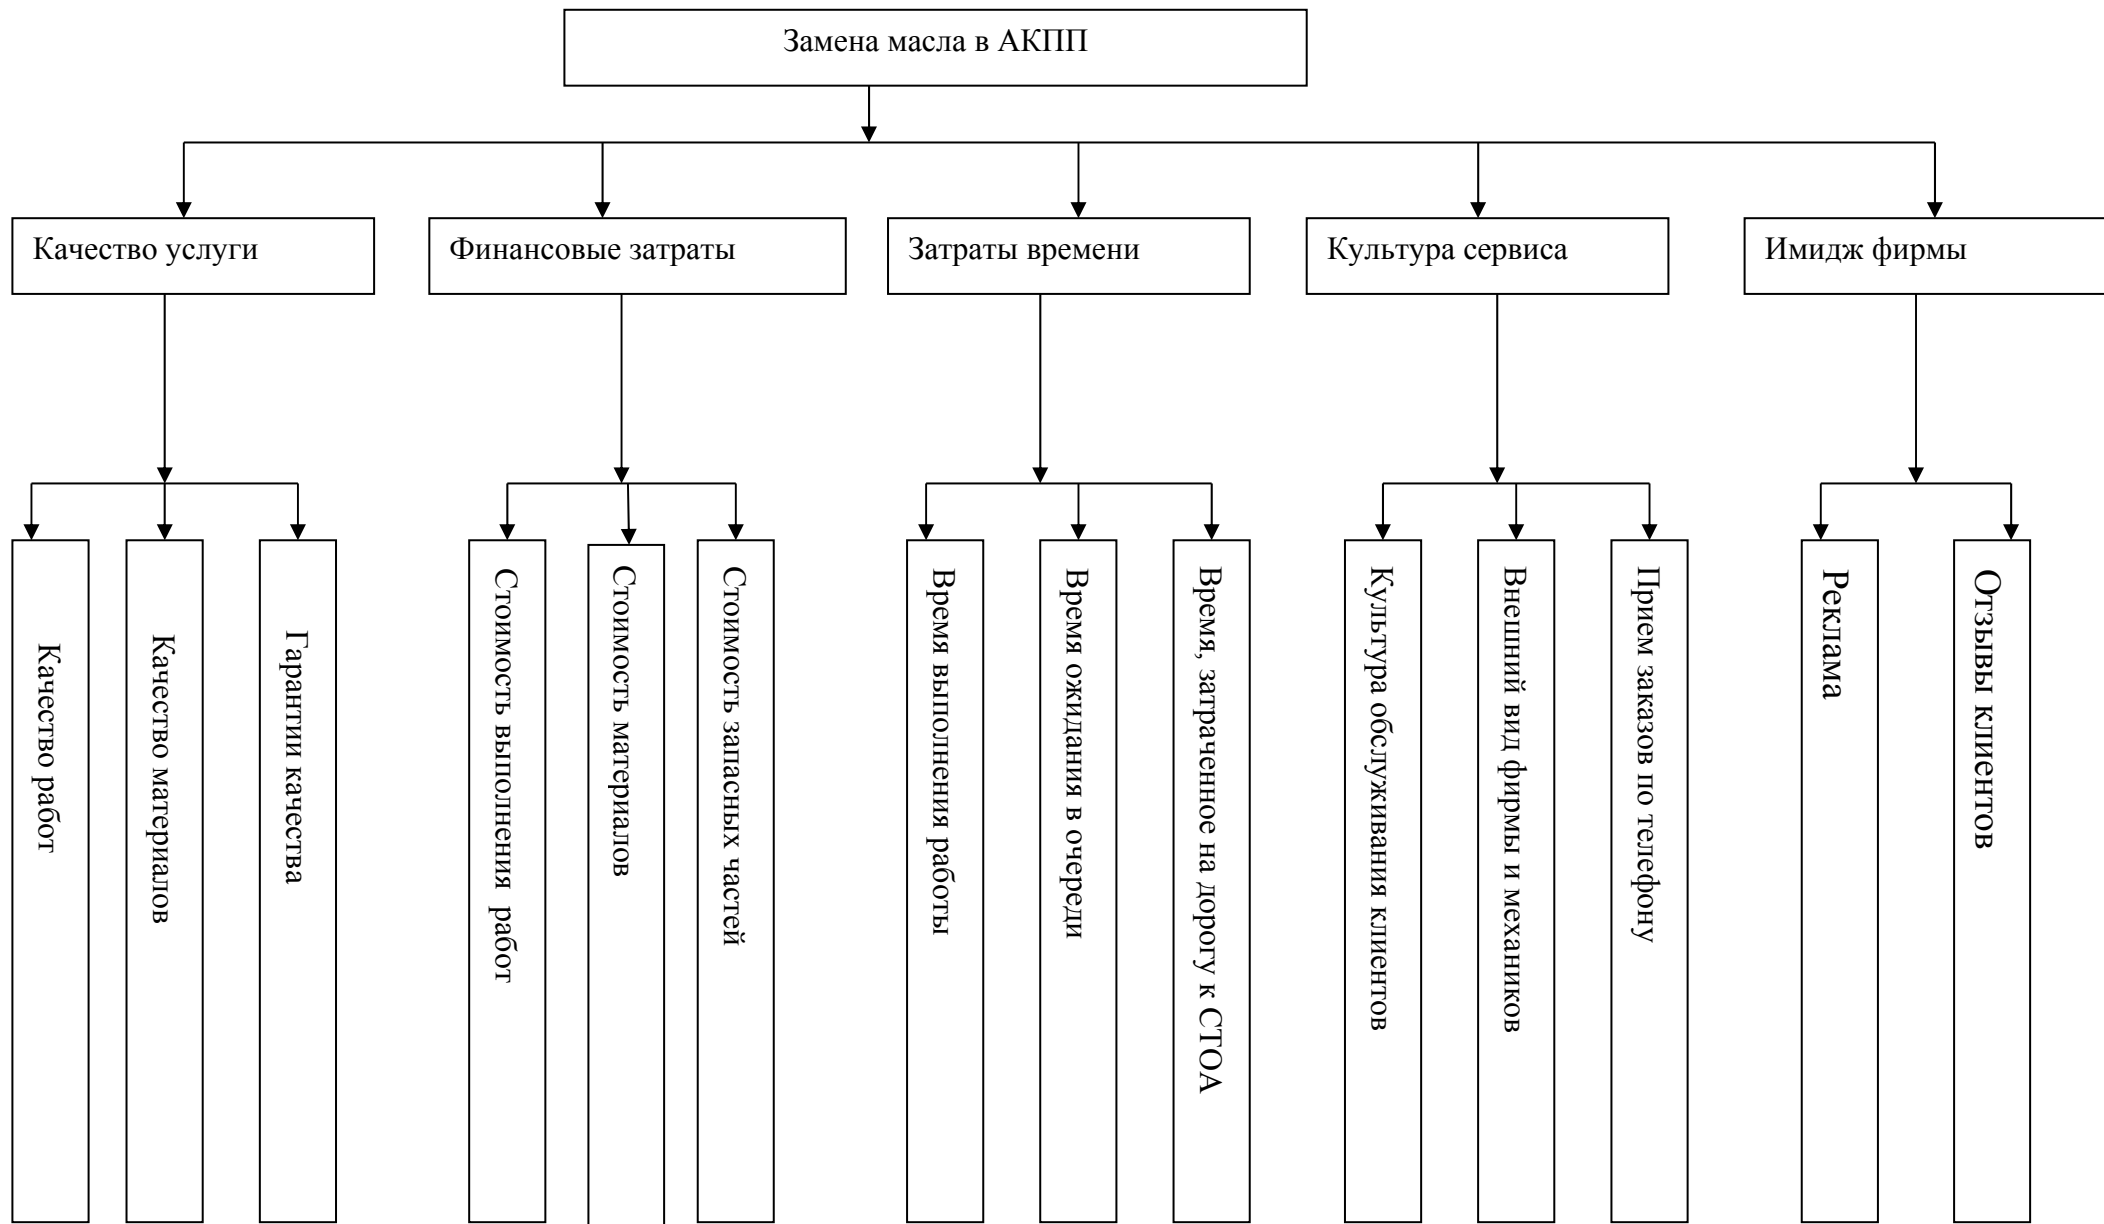 Замена масла в АКПП
Качество услуги
Финансовые затраты
Затраты времени
Культура сервиса
Имидж фирмы
Качество работ
Качество материалов
Гарантии качества
Стоимость выполнения работ
Стоимость материалов
Стоимость запасных частей
Время выполнения работы
Время ожидания в очереди
Время, затраченное на дорогу к СТОА
Культура обслуживания клиентов
Внешний вид фирмы и механиков
Прием заказов по телефону
Реклама
Отзывы клиентов